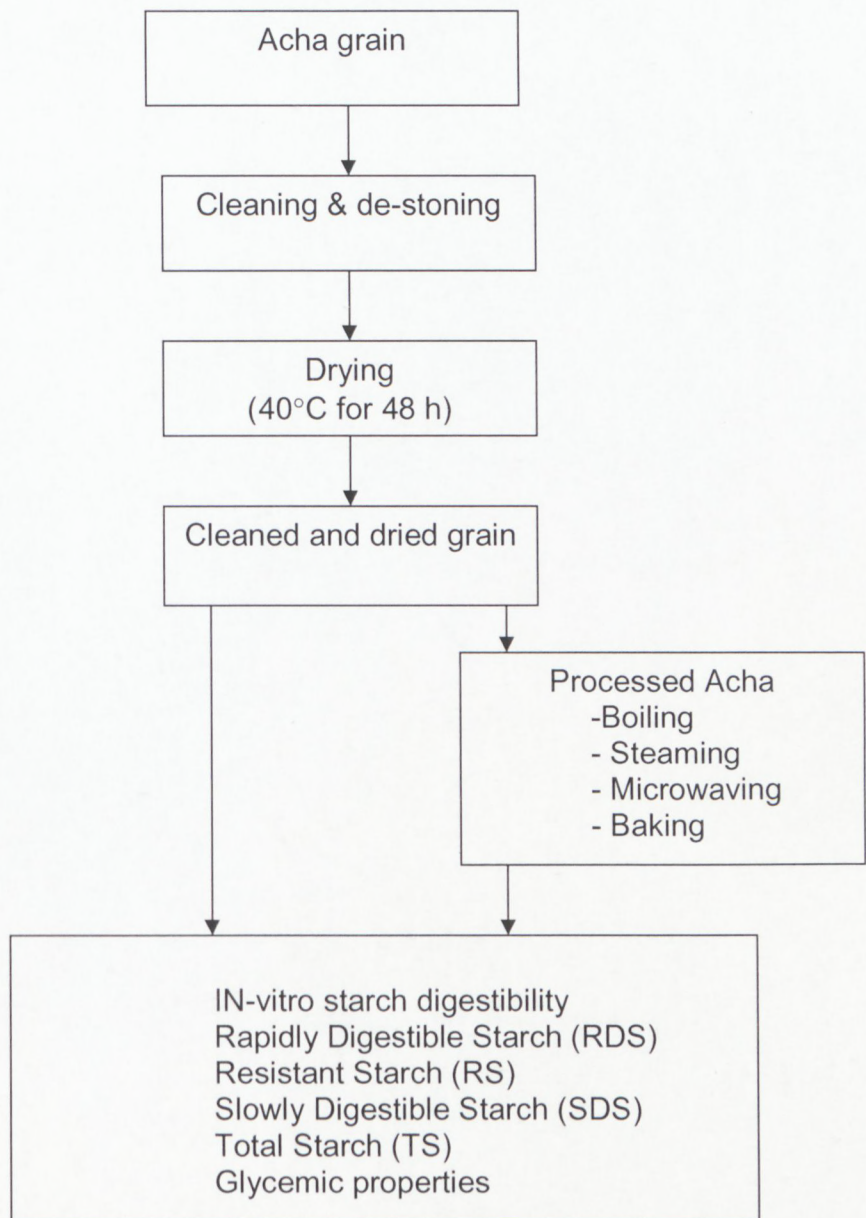 Acha grain
Cleaning & de-stoning
Drying
(40°C for 48 h)
Cleaned and dried grain
Processed Acha
-Boiling
- Steaming
- Microwaving
- Baking
IN-vitro starch digestibility
Rapidly Digestible Starch (RDS)
Resistant Starch (RS)
Slowly Digestible Starch (SDS)
Total Starch (TS)
Glycemic properties